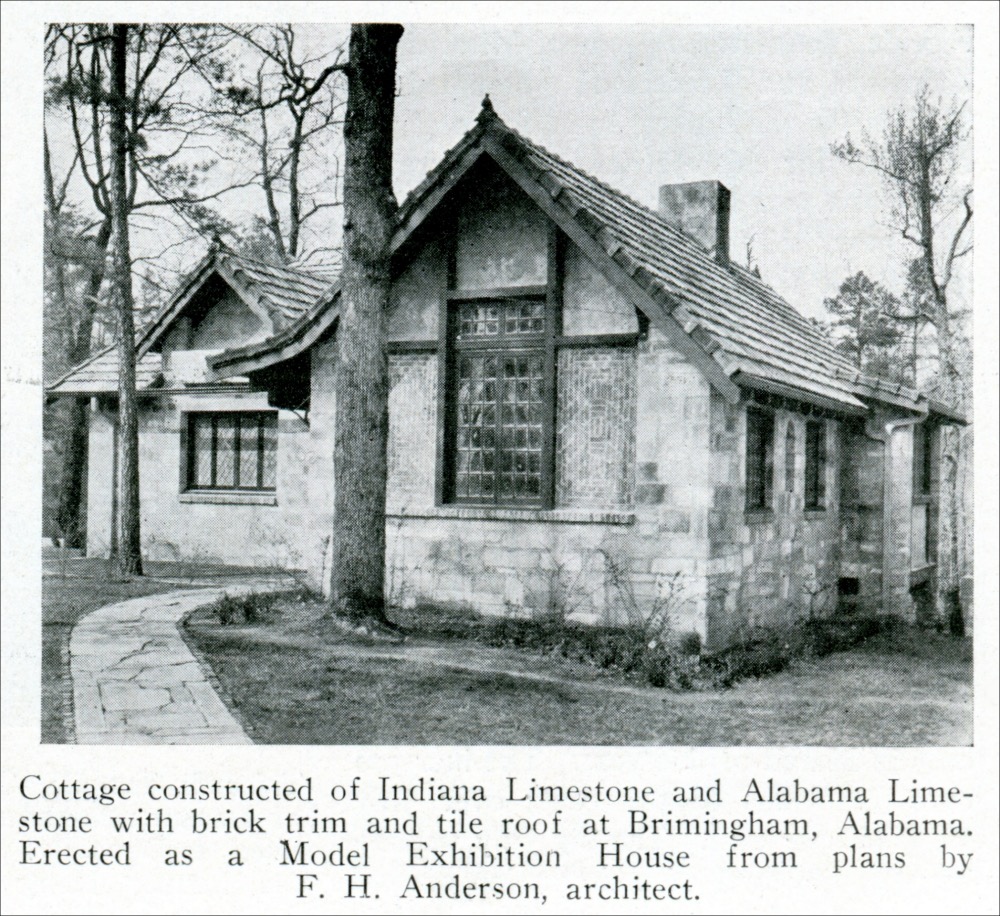 Cottage constructed of Indiana Limestone and Alabama Lime-
stone with brick trim and tile roof at Brimingham, Alabama.
Erected as a Model Exhibition House from plans by
F. H. Anderson, architect.